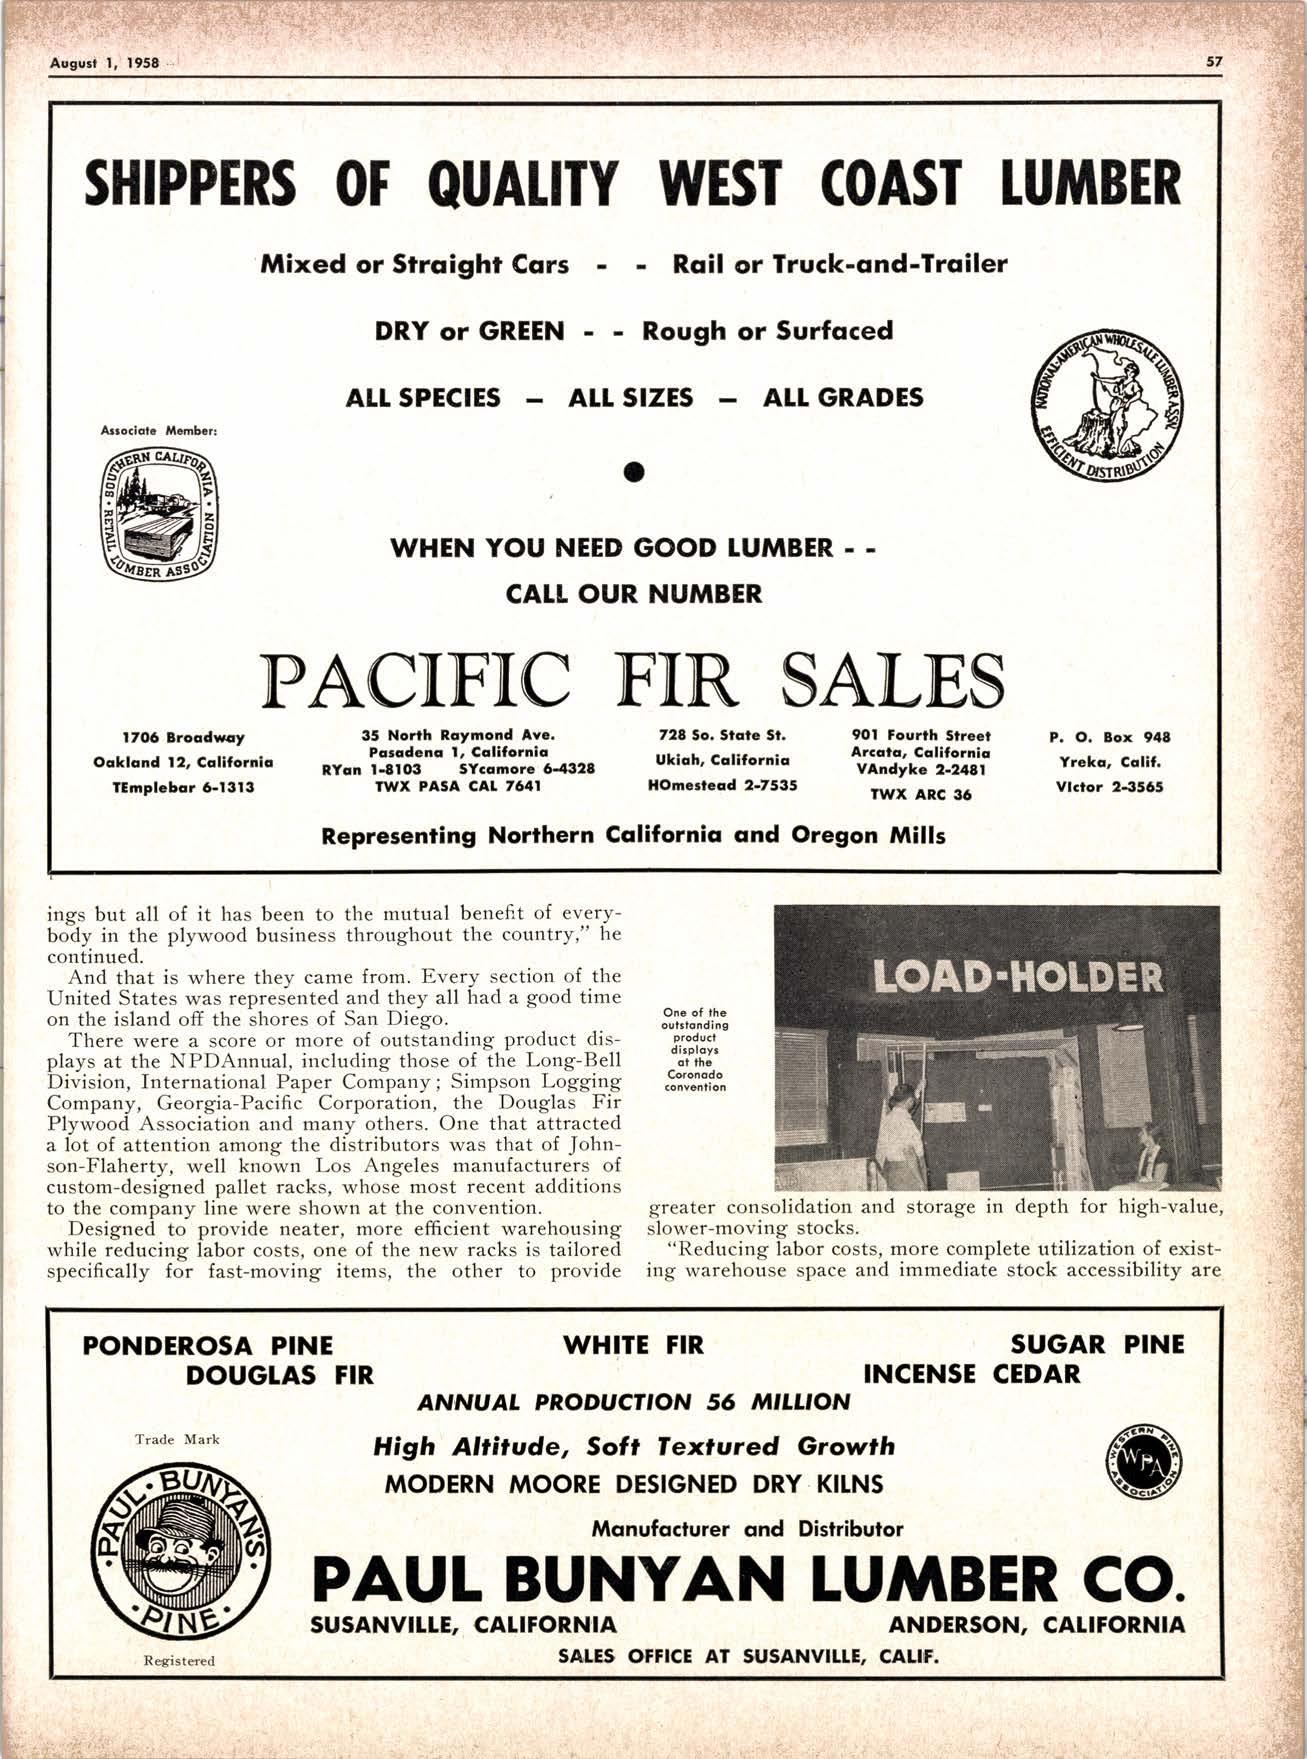 August 1, 1958
57
SHIPPERS OF QUALITY WEST COAST LUMBER
Mixed or Straight Cars - - Rail or Truck-and-Trailer
DRY or GREEN - - Rough or Surfaced
ALL SPECIES – ALL SIZES – ALL GRADES
NATIONAL-AMERICAN WHOLESALE LUMBER ASSN.
EFFICIENT DISTRIBUTION
Associate Member:
SOUTHERN CALIFORNIA
RETAIL LUMBER ASSOCIATION
●
WHEN YOU NEED GOOD LUMBER - -
CALL OUR NUMBER
PACIFIC FIR SALES
1706 Broadway
Oakland 12, California
TEmplebar 6-1313
35 North Raymond Ave.
Pasadena 1, California
RYan 1-8103 SYcamore 6-4328
TWX PASA CAL 7641
728 So. State St.
Ukiah, California
HOmestead 2-7535
901 Fourth Street
Arcata, California
VAndyke 2-2481
TWX ARC 36
P. O. Box 948
Yreka, Calif.
VIctor 2-3565
Representing Northern California and Oregon Mills
ings but all of it has been to the mutual benefit of every-
body in the plywood business throughout the country,” he
continued.
And that is where they came from. Every section of the
United States was represented and they all had a good time
on the island off the shores of San Diego.
There were a score or more of outstanding product dis-
plays at the NPDAnnual, including those of the Long-Bell
Division, International Paper Company; Simpson Logging
Company, Georgia-Pacific Corporation, the Douglas Fir
Plywood Association and many others. One that attracted
a lot of attention among the distributors was that of John-
son-Flaherty, well known Los Angeles manufacturers of
custom-designed pallet racks, whose most recent additions
to the company line were shown at the convention.
Designed to provide neater, more efficient warehousing
while reducing labor costs, one of the new racks is tailored
specifically for fast-moving items, the other to provide
One of the
outstanding
product
displays
at the
Coronado
convention
LOAD-HOLDER
greater consolidation and storage in depth for high-value,
slower-moving stocks.
“Reducing labor costs, more complete utilization of exist-
ing warehouse space and immediate stock accessibility are
PONDEROSA PINE WHITE FIR SUGAR PINE
DOUGLAS FIR INCENSE CEDAR
ANNUAL PRODUCTION 56 MILLION
Trade Mark
High Altitude, Soft Textured Growth
MODERN MOORE DESIGNED DRY KILNS
WESTERN PINE
WPA
ASSOCIATION
PAUL BUNYAN'S
PINE
Manufacturer and Distributor
PAUL BUNYAN LUMBER CO.
SUSANVILLE, CALIFORNIA ANDERSON, CALIFORNIA
Registered
SALES OFFICE AT SUSANVILLE, CALIF.